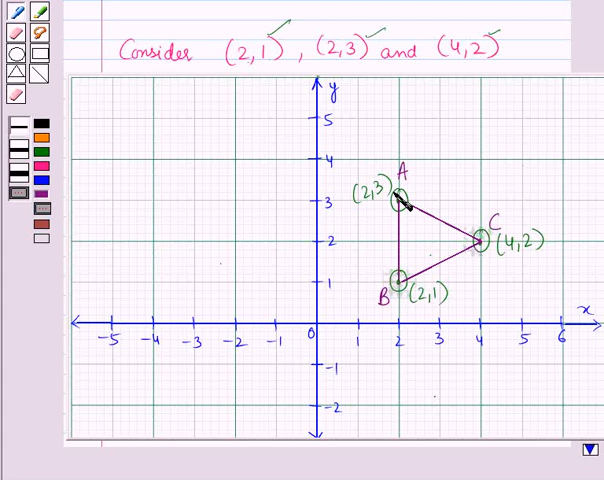 Consider (2,1), (2,3) and (4,2)
y
5
4
A
(2,3)
3
C
2
(4,2)
1
B
(2,1)
x
-5 -4 -3 -2 -1 0 1 2 3 4 5 6
-1
-2